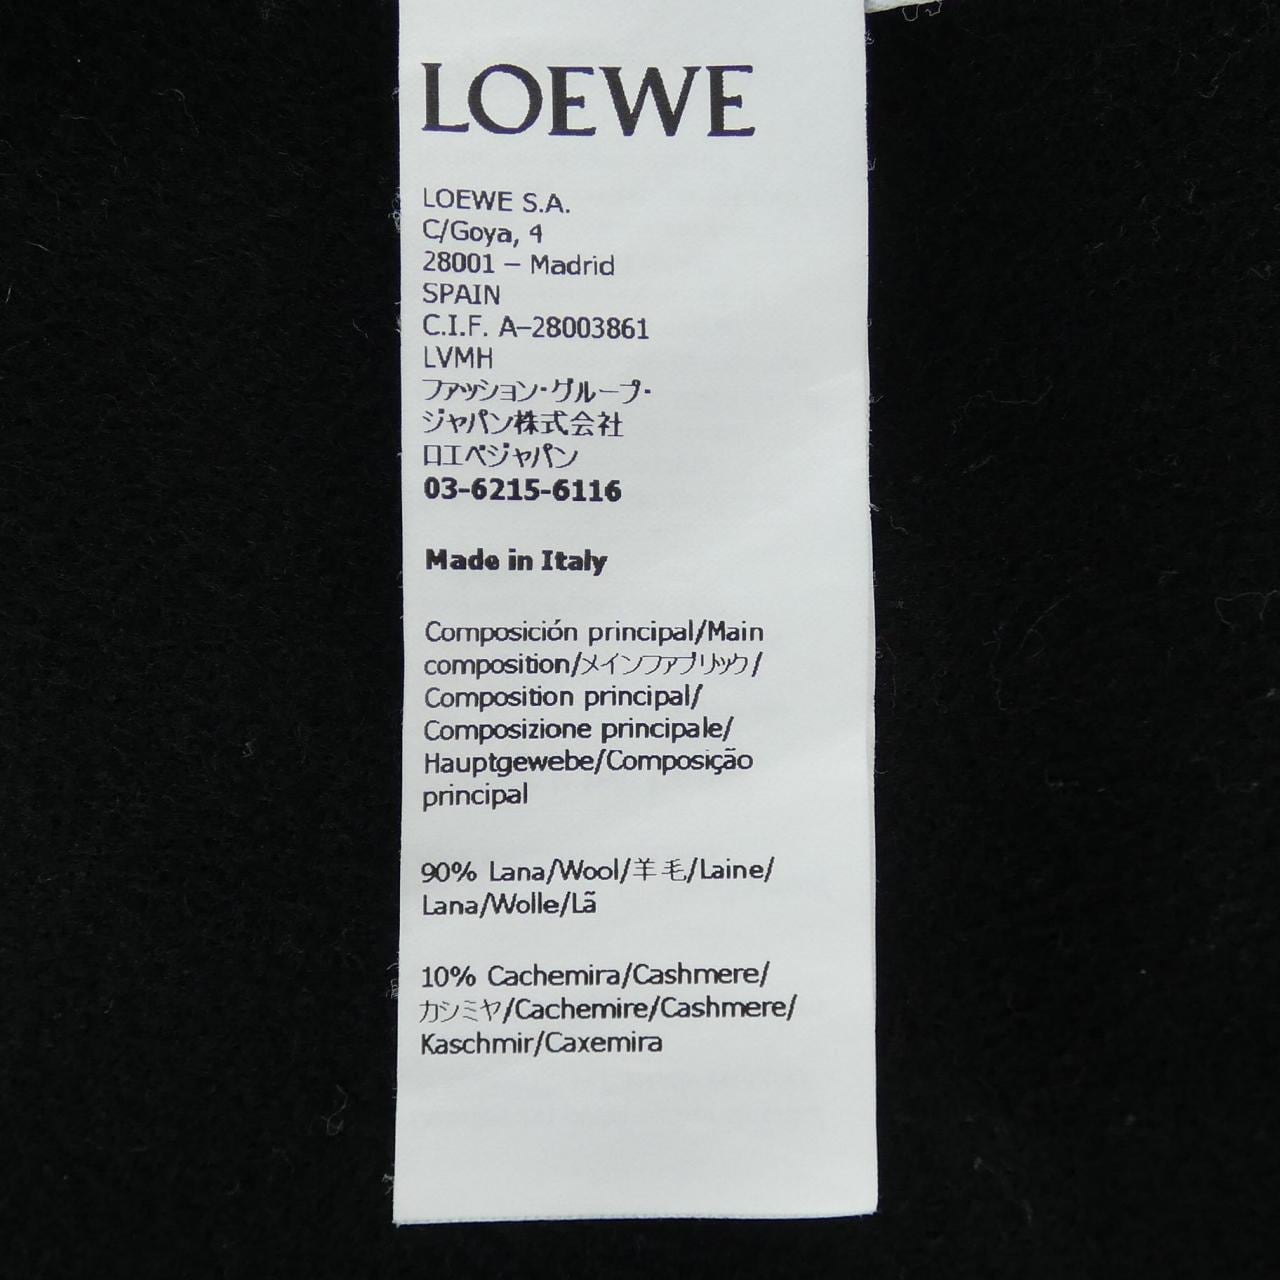 LOEWE
LOEWE S.A.
C/Goya, 4
28001 – Madrid
SPAIN
C.I.F. A–28003861
LVMH
ファッション・グループ・
ジャパン株式会社
ロエベジャパン
03-6215-6116
Made in Italy
Composición principal/Main
composition/メインファブリック/
Composition principal/
Composizione principale/
Hauptgewebe/Composição
principal
90% Lana/Wool/羊毛/Laine/
Lana/Wolle/Lã
10% Cachemira/Cashmere/
カシミヤ/Cachemire/Cashmere/
Kaschmir/Caxemira